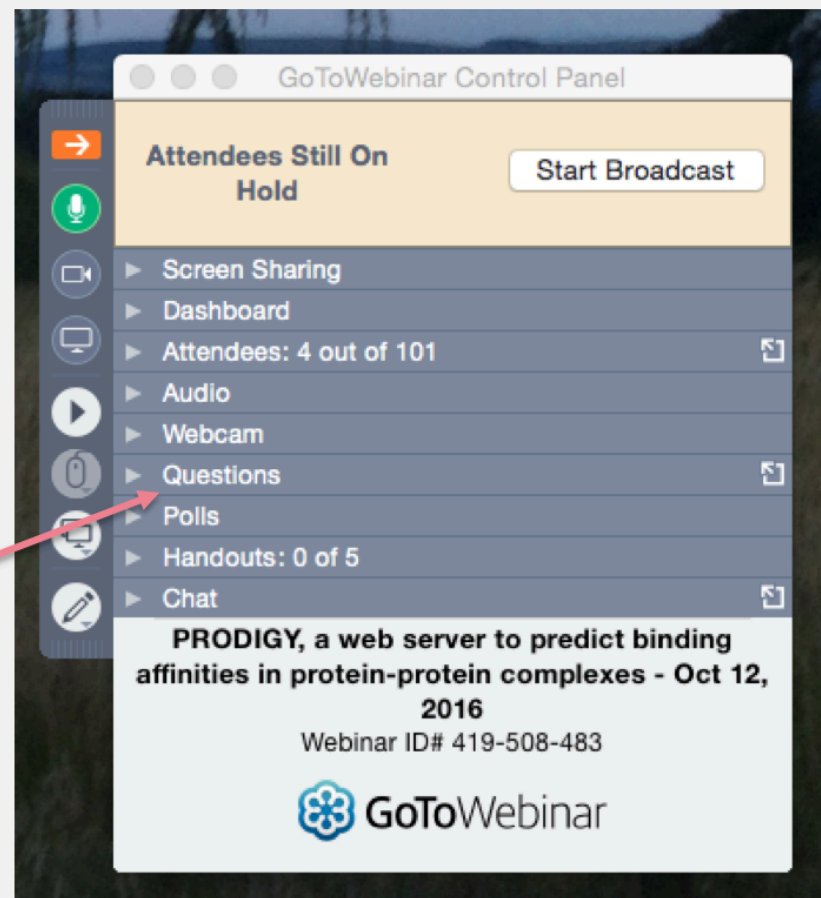 GoToWebinar Control Panel
Attendees Still On
Hold
Start Broadcast
Screen Sharing
Dashboard
Attendees: 4 out of 101
Audio
Webcam
Questions
Polls
Handouts: 0 of 5
Chat
PRODIGY, a web server to predict binding
affinities in protein-protein complexes - Oct 12,
2016
Webinar ID# 419-508-483
GoToWebinar